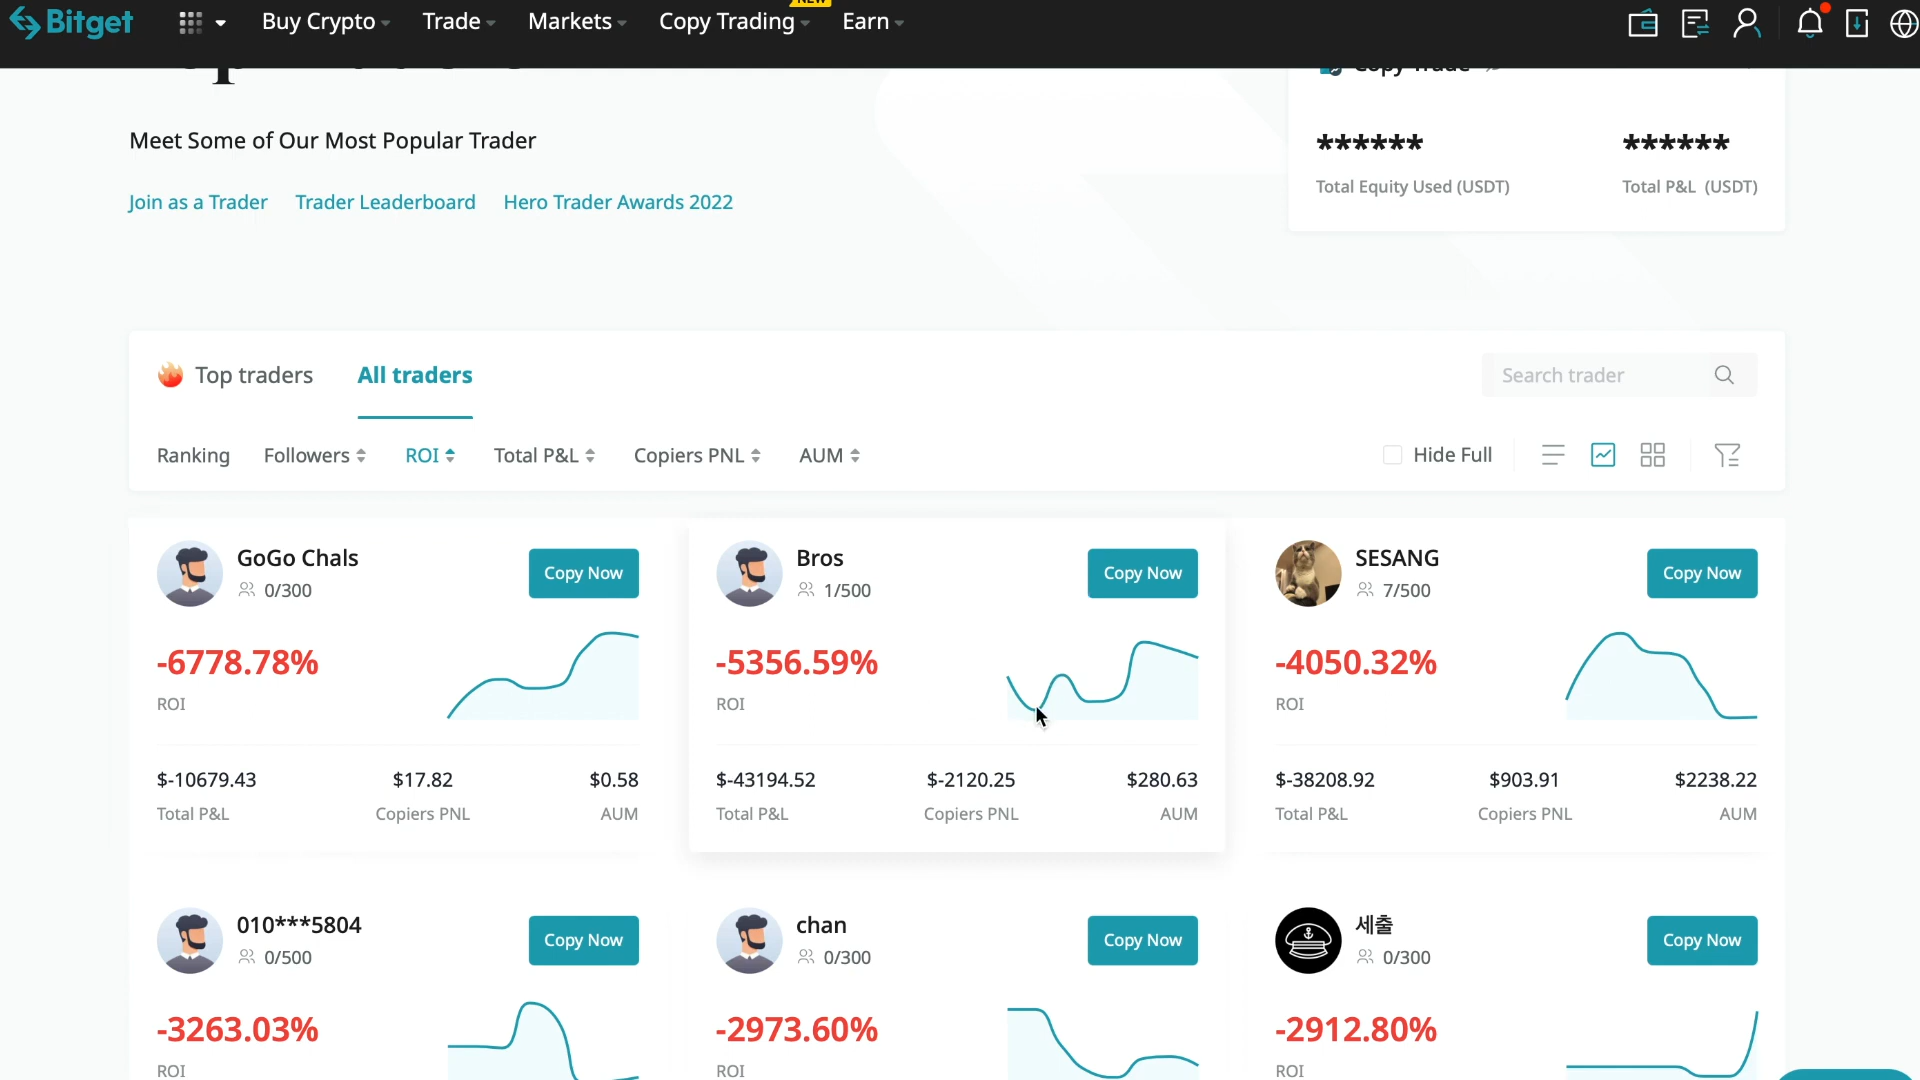 Bitget
Buy Crypto
Trade
Markets
Copy Trading
NEW
Earn
Copy Trade
Meet Some of Our Most Popular Trader
Join as a Trader
Trader Leaderboard
Hero Trader Awards 2022
******
******
Total Equity Used (USDT)
Total P&L (USDT)
Top traders
All traders
Search trader
Ranking
Followers
ROI
Total P&L
Copiers PNL
AUM
Hide Full
GoGo Chals
0/300
Copy Now
-6778.78%
ROI
$-10679.43
$17.82
$0.58
Total P&L
Copiers PNL
AUM
Bros
1/500
Copy Now
-5356.59%
ROI
$-43194.52
$-2120.25
$280.63
Total P&L
Copiers PNL
AUM
SESANG
7/500
Copy Now
-4050.32%
ROI
$-38208.92
$903.91
$2238.22
Total P&L
Copiers PNL
AUM
010***5804
0/500
Copy Now
-3263.03%
ROI
chan
0/300
Copy Now
-2973.60%
ROI
세출
0/300
Copy Now
-2912.80%
ROI